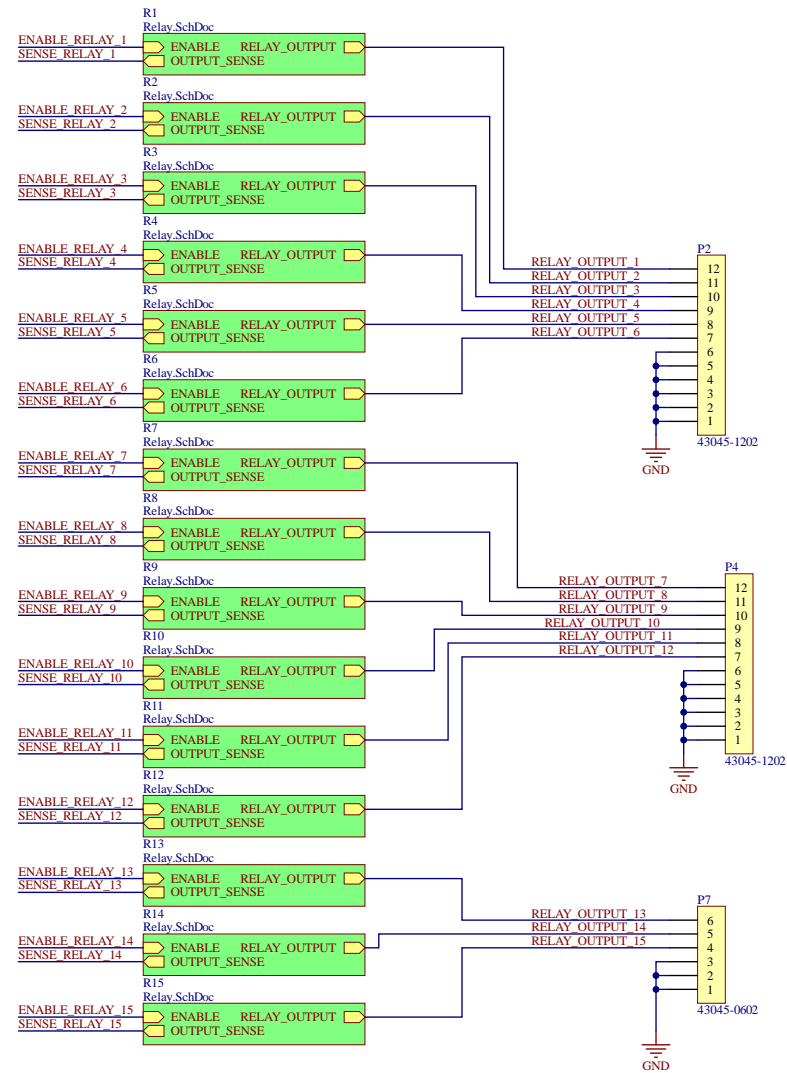 R1
Relay.SchDoc
ENABLE_RELAY_1
ENABLE RELAY_OUTPUT
SENSE_RELAY_1
OUTPUT_SENSE
R2
Relay.SchDoc
ENABLE_RELAY_2
ENABLE RELAY_OUTPUT
SENSE_RELAY_2
OUTPUT_SENSE
R3
Relay.SchDoc
ENABLE_RELAY_3
ENABLE RELAY_OUTPUT
SENSE_RELAY_3
OUTPUT_SENSE
R4
Relay.SchDoc
ENABLE_RELAY_4
ENABLE RELAY_OUTPUT
SENSE_RELAY_4
OUTPUT_SENSE
R5
Relay.SchDoc
ENABLE_RELAY_5
ENABLE RELAY_OUTPUT
SENSE_RELAY_5
OUTPUT_SENSE
R6
Relay.SchDoc
ENABLE_RELAY_6
ENABLE RELAY_OUTPUT
SENSE_RELAY_6
OUTPUT_SENSE
R7
Relay.SchDoc
ENABLE_RELAY_7
ENABLE RELAY_OUTPUT
SENSE_RELAY_7
OUTPUT_SENSE
R8
Relay.SchDoc
ENABLE_RELAY_8
ENABLE RELAY_OUTPUT
SENSE_RELAY_8
OUTPUT_SENSE
R9
Relay.SchDoc
ENABLE_RELAY_9
ENABLE RELAY_OUTPUT
SENSE_RELAY_9
OUTPUT_SENSE
R10
Relay.SchDoc
ENABLE_RELAY_10
ENABLE RELAY_OUTPUT
SENSE_RELAY_10
OUTPUT_SENSE
R11
Relay.SchDoc
ENABLE_RELAY_11
ENABLE RELAY_OUTPUT
SENSE_RELAY_11
OUTPUT_SENSE
R12
Relay.SchDoc
ENABLE_RELAY_12
ENABLE RELAY_OUTPUT
SENSE_RELAY_12
OUTPUT_SENSE
R13
Relay.SchDoc
ENABLE_RELAY_13
ENABLE RELAY_OUTPUT
SENSE_RELAY_13
OUTPUT_SENSE
R14
Relay.SchDoc
ENABLE_RELAY_14
ENABLE RELAY_OUTPUT
SENSE_RELAY_14
OUTPUT_SENSE
R15
Relay.SchDoc
ENABLE_RELAY_15
ENABLE RELAY_OUTPUT
SENSE_RELAY_15
OUTPUT_SENSE
P2
RELAY_OUTPUT_1 12
RELAY_OUTPUT_2 11
RELAY_OUTPUT_3 10
RELAY_OUTPUT_4 9
RELAY_OUTPUT_5 8
RELAY_OUTPUT_6 7
6
5
4
3
2
1
43045-1202
GND
P4
RELAY_OUTPUT_7 12
RELAY_OUTPUT_8 11
RELAY_OUTPUT_9 10
RELAY_OUTPUT_10 9
RELAY_OUTPUT_11 8
RELAY_OUTPUT_12 7
6
5
4
3
2
1
43045-1202
GND
P7
RELAY_OUTPUT_13 6
RELAY_OUTPUT_14 5
RELAY_OUTPUT_15 4
3
2
1
43045-0602
GND